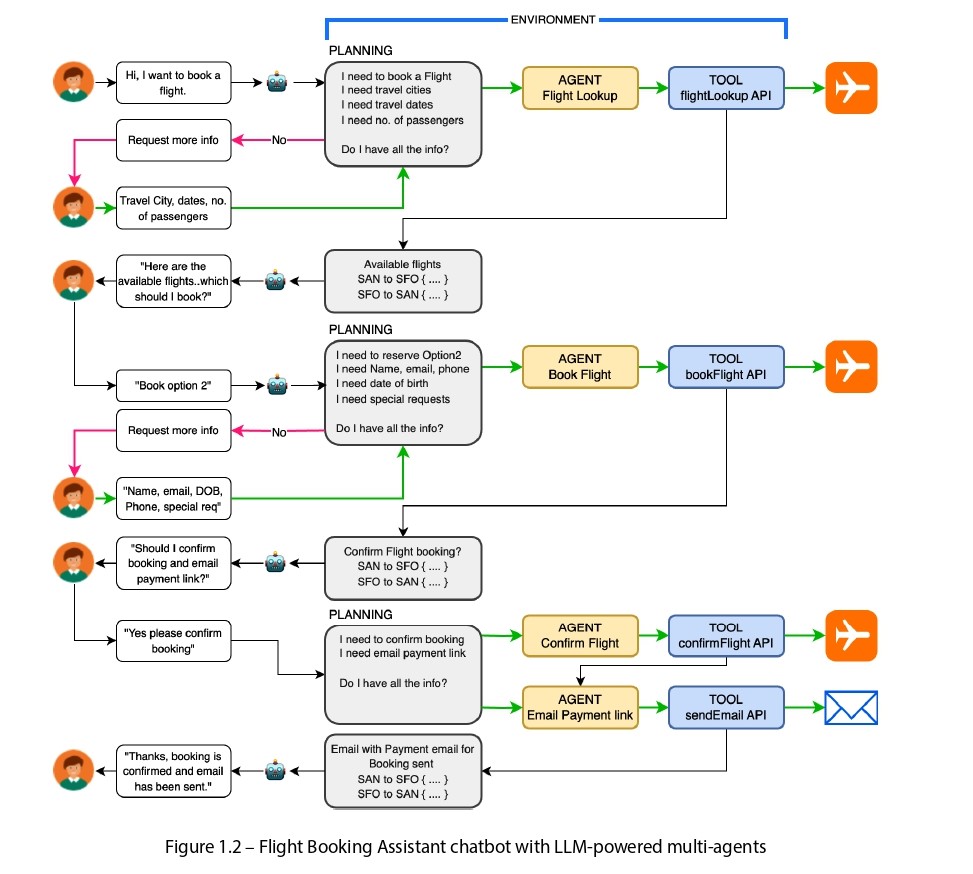 ENVIRONMENT
PLANNING
Hi, I want to book a
flight.
I need to book a Flight
I need travel cities
I need travel dates
I need no. of passengers
Do I have all the info?
AGENT
Flight Lookup
TOOL
flightLookup API
Request more info
No
Travel City, dates, no.
of passengers
"Here are the
available flights..which
should I book?"
Available flights
SAN to SFO { .... }
SFO to SAN { .... }
PLANNING
"Book option 2"
I need to reserve Option2
I need Name, email, phone
I need date of birth
I need special requests
Do I have all the info?
AGENT
Book Flight
TOOL
bookFlight API
Request more info
No
"Name, email, DOB,
Phone, special req"
"Should I confirm
booking and email
payment link?"
Confirm Flight booking?
SAN to SFO { .... }
SFO to SAN { .... }
PLANNING
"Yes please confirm
booking"
I need to confirm booking
I need email payment link
Do I have all the info?
AGENT
Confirm Flight
TOOL
confirmFlight API
AGENT
Email Payment link
TOOL
sendEmail API
"Thanks, booking is
confirmed and email
has been sent."
Email with Payment email for
Booking sent
SAN to SFO { .... }
SFO to SAN { .... }
Figure 1.2 – Flight Booking Assistant chatbot with LLM-powered multi-agents